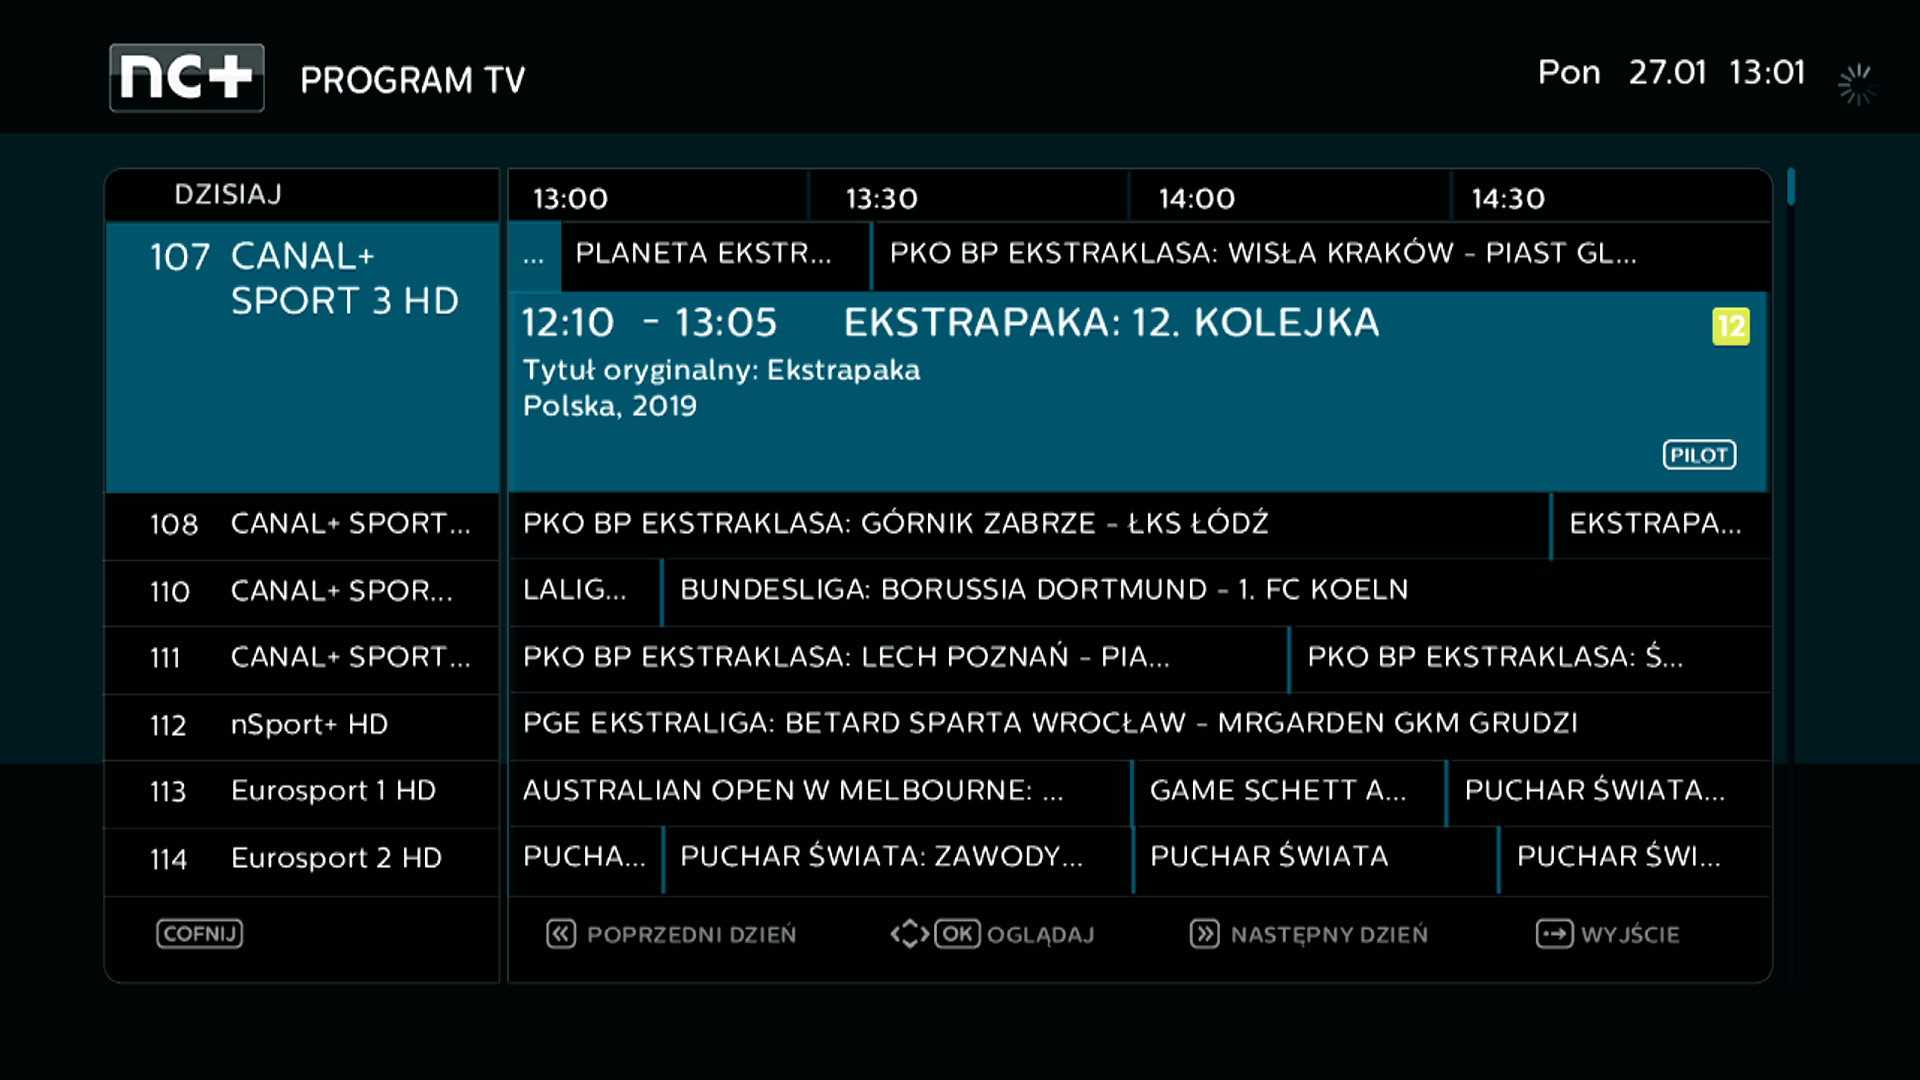 nc+ PROGRAM TV
Pon 27.01 13:01
DZISIAJ 13:00 13:30 14:00 14:30
107 CANAL+ SPORT 3 HD
... PLANETA EKSTR... PKO BP EKSTRAKLASA: WISŁA KRAKÓW - PIAST GL...
12:10 - 13:05 EKSTRAPAKA: 12. KOLEJKA 12
Tytuł oryginalny: Ekstrapaka
Polska, 2019
PILOT
108 CANAL+ SPORT... PKO BP EKSTRAKLASA: GÓRNIK ZABRZE - ŁKS ŁÓDŹ EKSTRAPA...
110 CANAL+ SPOR... LALIG... BUNDESLIGA: BORUSSIA DORTMUND - 1. FC KOELN
111 CANAL+ SPORT... PKO BP EKSTRAKLASA: LECH POZNAŃ - PIA... PKO BP EKSTRAKLASA: Ś...
112 nSport+ HD PGE EKSTRALIGA: BETARD SPARTA WROCŁAW - MRGARDEN GKM GRUDZI
113 Eurosport 1 HD AUSTRALIAN OPEN W MELBOURNE: ... GAME SCHETT A... PUCHAR ŚWIATA...
114 Eurosport 2 HD PUCHA... PUCHAR ŚWIATA: ZAWODY... PUCHAR ŚWIATA PUCHAR ŚWI...
COFNIJ POPRZEDNI DZIEŃ OK OGLĄDAJ NASTĘPNY DZIEŃ WYJŚCIE